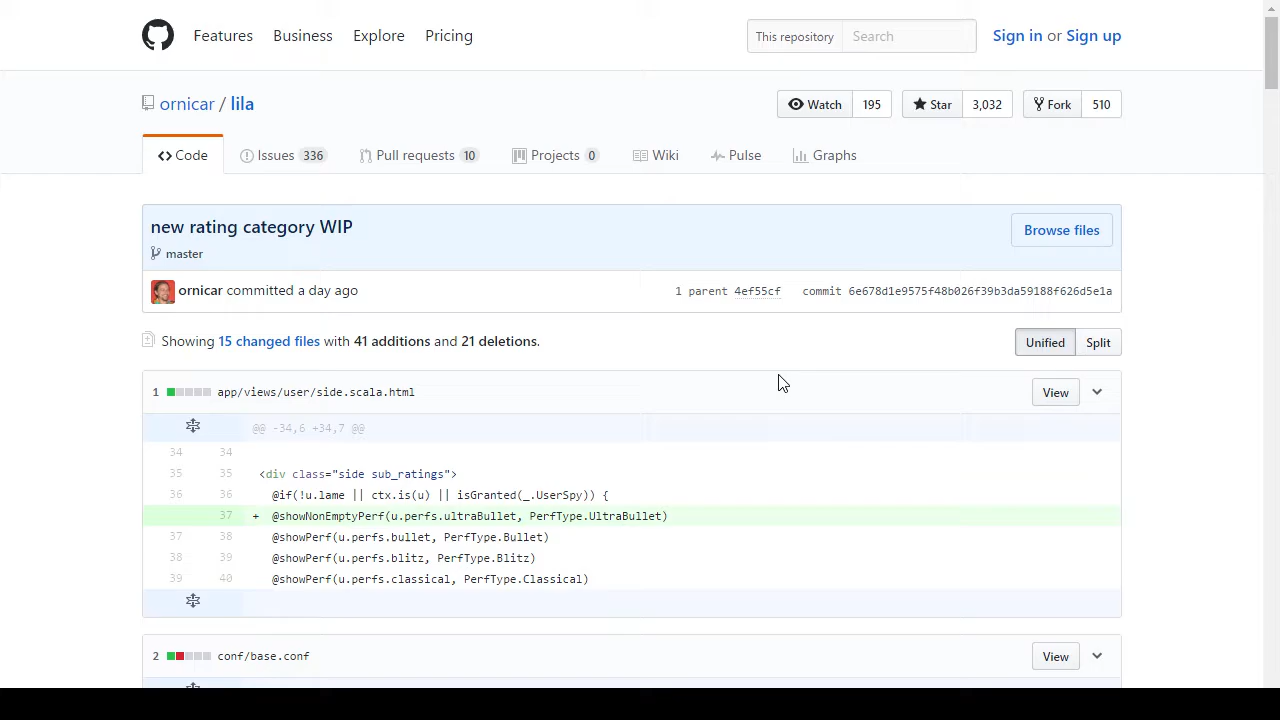 Features Business Explore Pricing This repository Search Sign in or Sign up
ornicar / lila Watch 195 Star 3,032 Fork 510
Code Issues 336 Pull requests 10 Projects 0 Wiki Pulse Graphs
new rating category WIP Browse files
master
ornicar committed a day ago 1 parent 4ef55cf commit 6e678d1e9575f48b026f39b3da59188f626d5e1a
Showing 15 changed files with 41 additions and 21 deletions. Unified Split
1 app/views/user/side.scala.html View
@@ -34,6 +34,7 @@
34 34
35 35 <div class="side sub_ratings">
36 36 @if(!u.lame || ctx.is(u) || isGranted(_.UserSpy)) {
37 + @showNonEmptyPerf(u.perfs.ultraBullet, PerfType.UltraBullet)
37 38 @showPerf(u.perfs.bullet, PerfType.Bullet)
38 39 @showPerf(u.perfs.blitz, PerfType.Blitz)
39 40 @showPerf(u.perfs.classical, PerfType.Classical)
2 conf/base.conf View